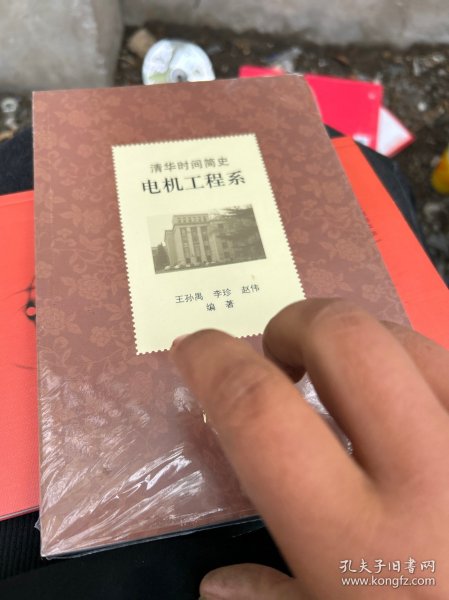 清华时间简史
电机工程系
王孙禺 李珍 赵伟
编著
孔夫子旧书网
www.kongfz.com